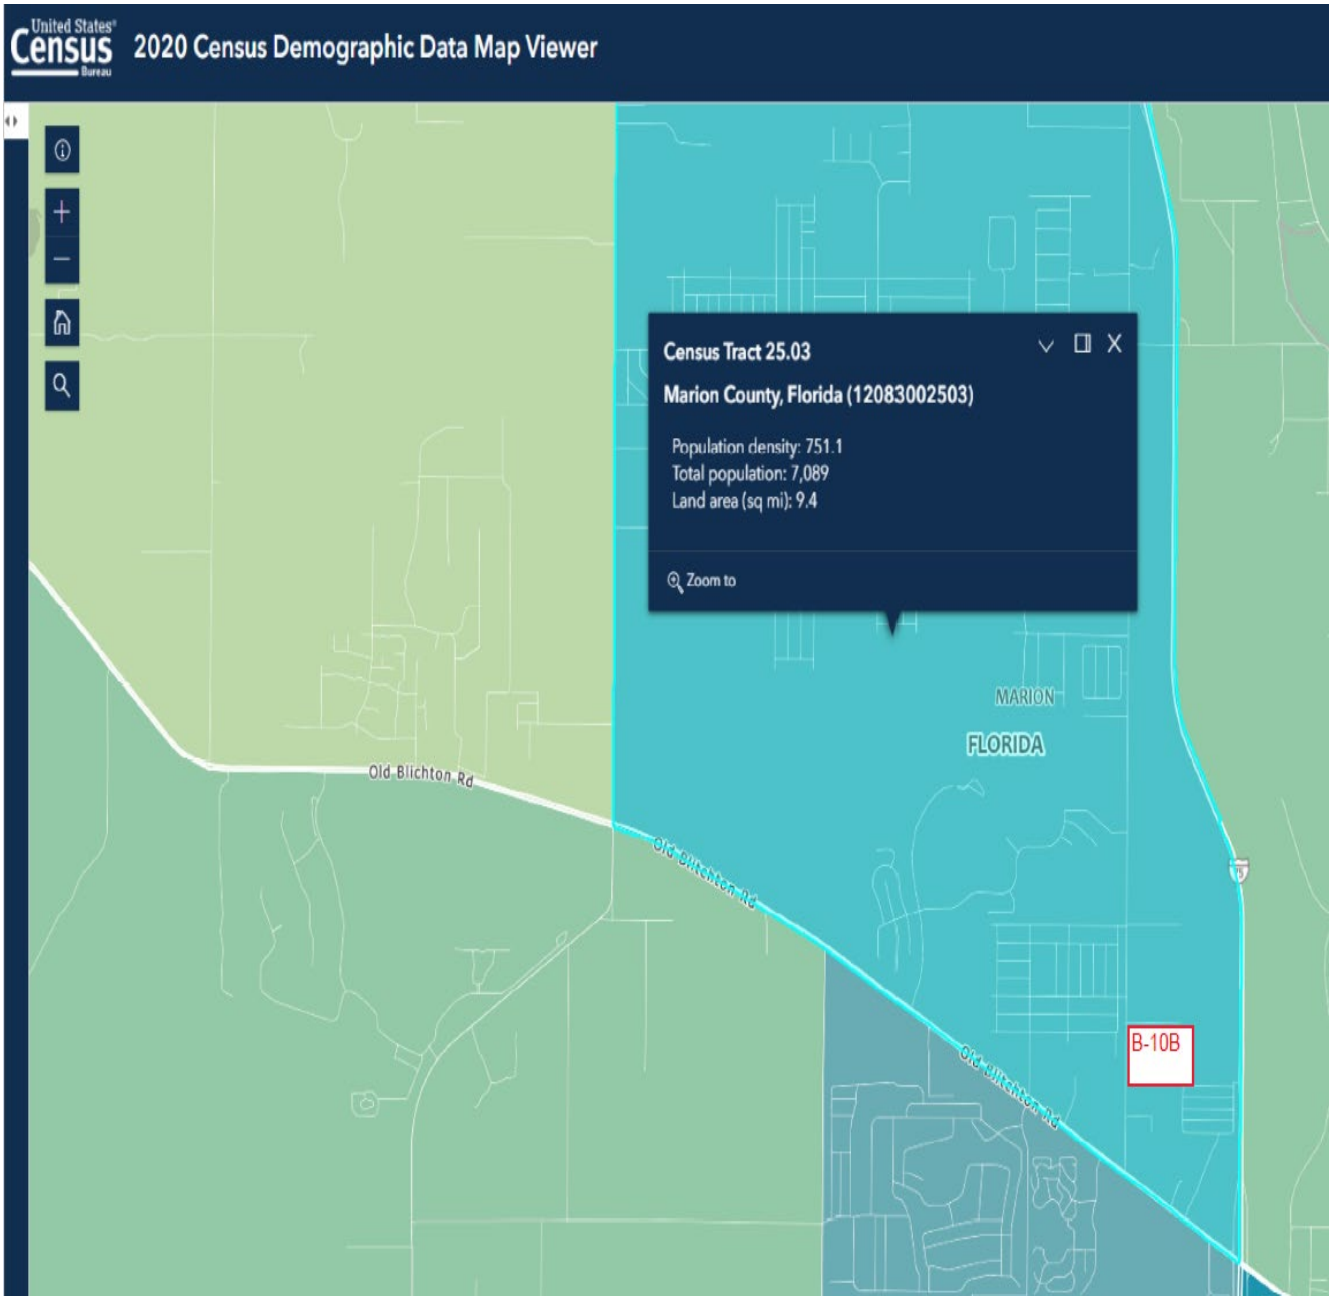 United States®
Census
Bureau
2020 Census Demographic Data Map Viewer
Census Tract 25.03
Marion County, Florida (12083002503)
Population density: 751.1
Total population: 7,089
Land area (sq mi): 9.4
Zoom to
MARION
FLORIDA
Old Blichton Rd
Old Blitchton Rd
B-10B
Old Blitchton Rd